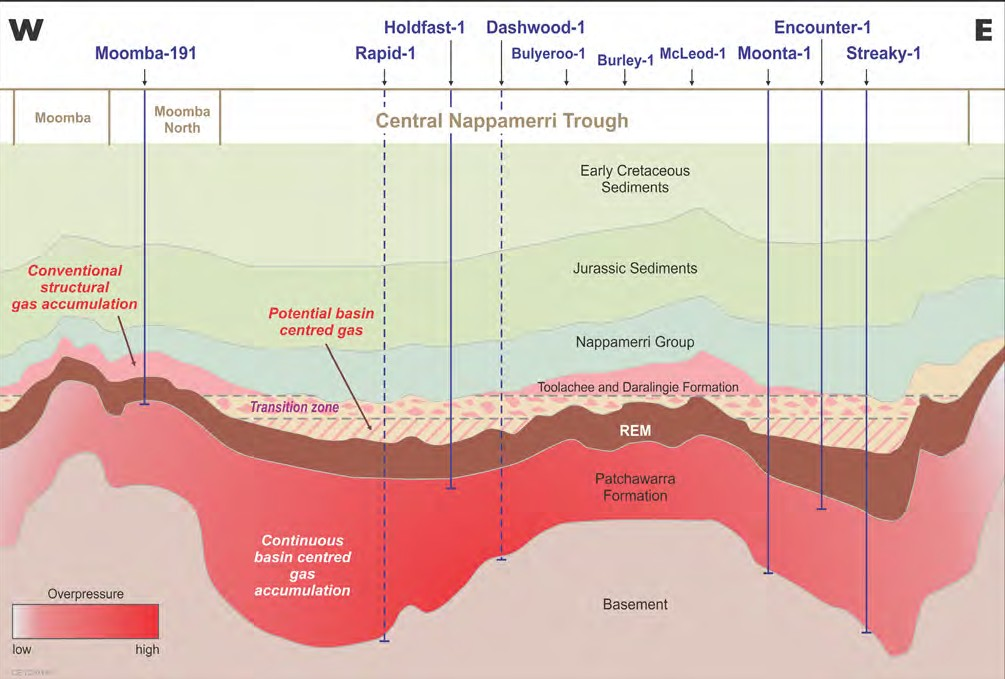 W
E
Holdfast-1
Dashwood-1
Encounter-1
Moomba-191
Rapid-1
Bulyeroo-1
Burley-1
McLeod-1
Moonta-1
Streaky-1
Moomba
Moomba
North
Central Nappamerri Trough
Early Cretaceous
Sediments
Jurassic Sediments
Conventional
structural
gas accumulation
Potential basin
centred gas
Nappamerri Group
Toolachee and Daralingie Formation
Transition zone
REM
Patchawarra
Formation
Continuous
basin centred
gas
accumulation
Basement
Overpressure
low
high